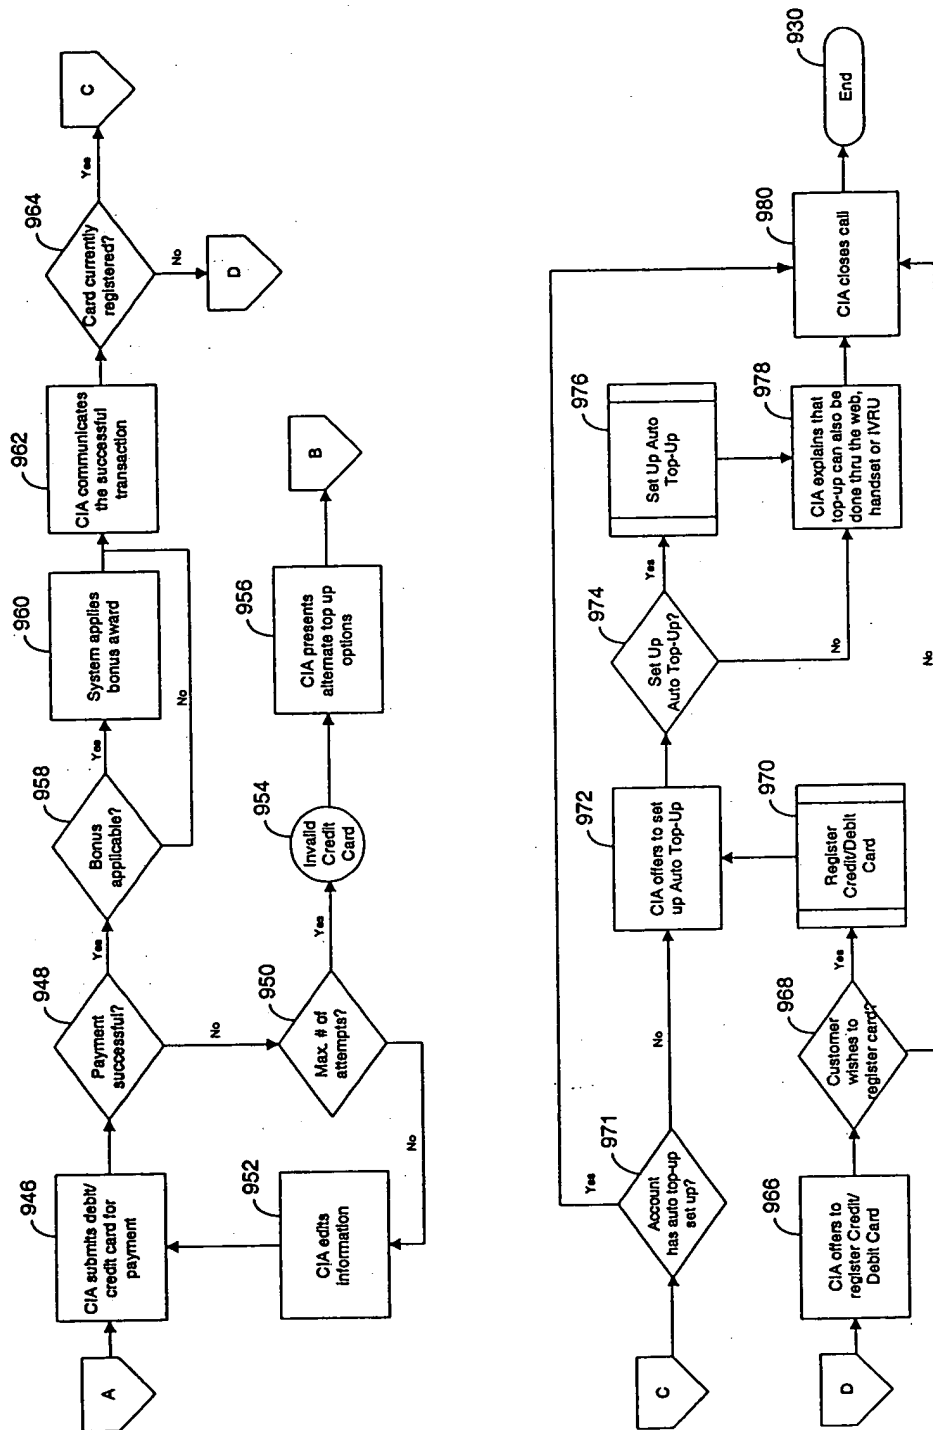 A
946
CIA submits debit/
credit card for
payment
948
Payment
successful?
Yes
No
958
Bonus
applicable?
Yes
No
960
System applies
bonus award
962
CIA communicates
the successful
transaction
964
Card currently
registered?
Yes
C
No
D
952
CIA edits
information
950
Max. # of
attempts?
No
Yes
954
Invalid
Credit
Card
956
CIA presents
alternate top up
options
B
C
971
Account
has auto top-up
set up?
Yes
No
972
CIA offers to set
up Auto Top-Up
974
Set Up
Auto Top-Up?
Yes
No
976
Set Up Auto
Top-Up
978
CIA explains that
top-up can also be
done thru the web,
handset or IVRU
980
CIA closes call
930
End
D
966
CIA offers to
register Credit/
Debit Card
968
Customer
wishes to
register card?
Yes
No
970
Register
Credit/Debit
Card